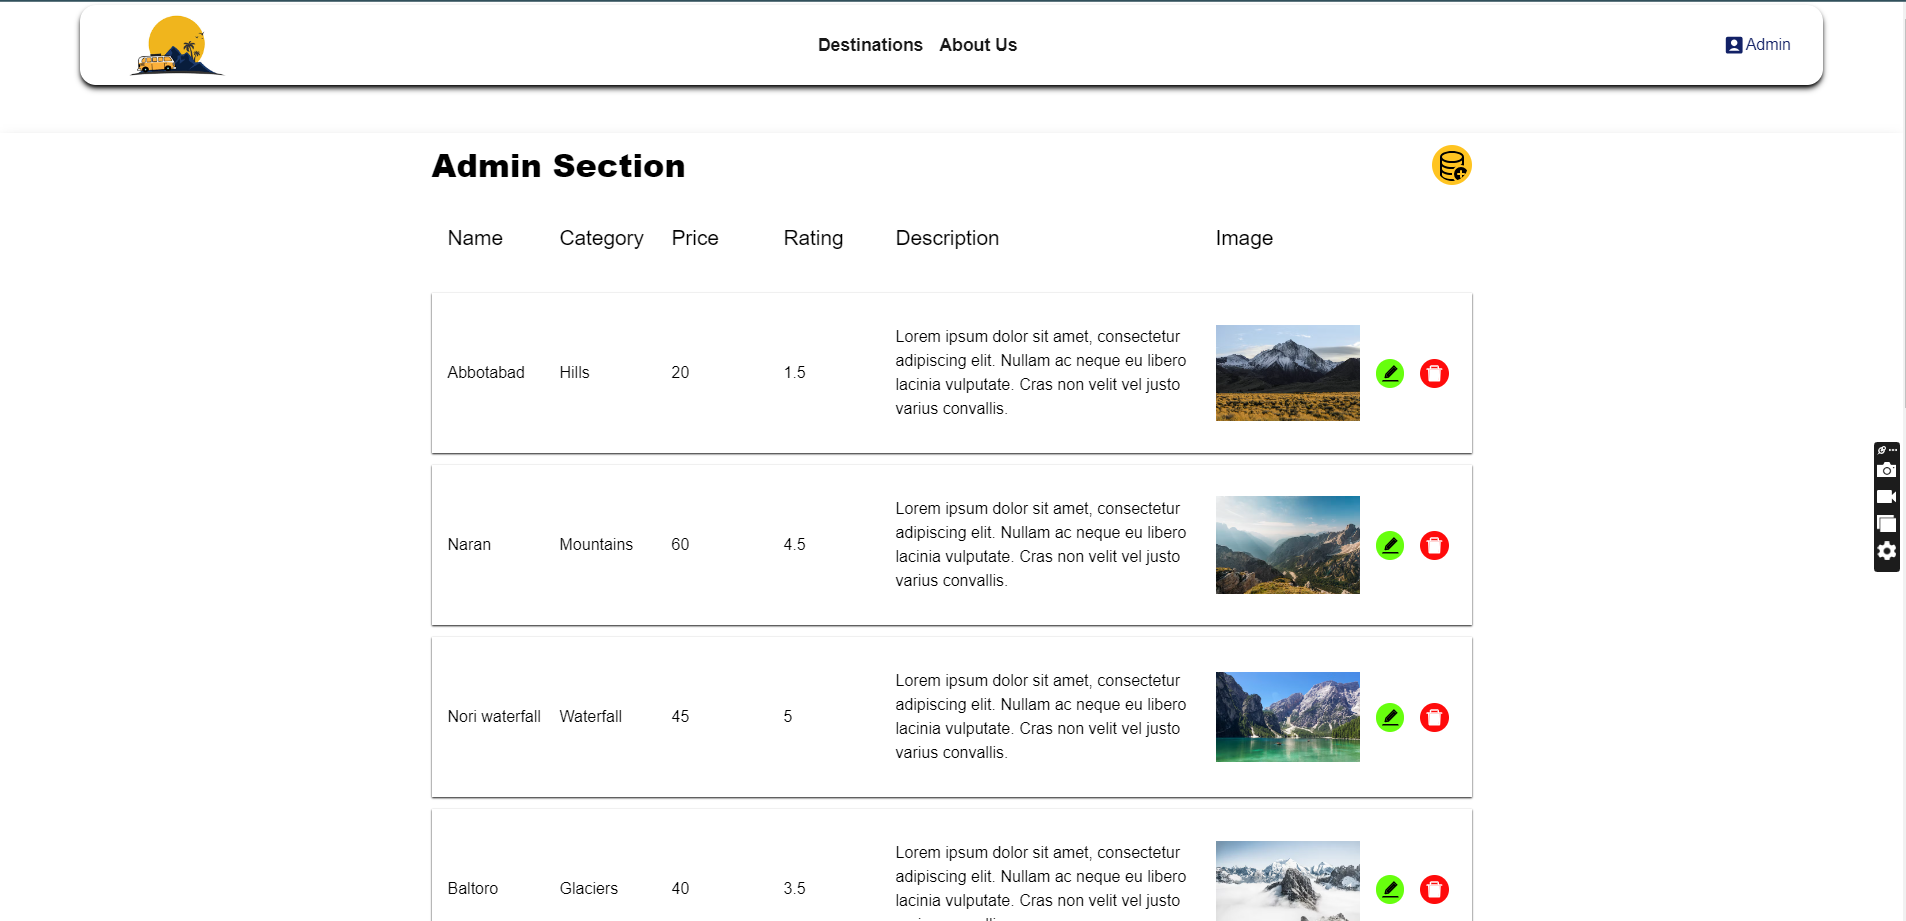 Destinations About Us
Admin
Admin Section
Name Category Price Rating Description Image
Abbotabad Hills 20 1.5
Lorem ipsum dolor sit amet, consectetur
adipiscing elit. Nullam ac neque eu libero
lacinia vulputate. Cras non velit vel justo
varius convallis.
Naran Mountains 60 4.5
Lorem ipsum dolor sit amet, consectetur
adipiscing elit. Nullam ac neque eu libero
lacinia vulputate. Cras non velit vel justo
varius convallis.
Nori waterfall Waterfall 45 5
Lorem ipsum dolor sit amet, consectetur
adipiscing elit. Nullam ac neque eu libero
lacinia vulputate. Cras non velit vel justo
varius convallis.
Baltoro Glaciers 40 3.5
Lorem ipsum dolor sit amet, consectetur
adipiscing elit. Nullam ac neque eu libero
lacinia vulputate. Cras non velit vel justo